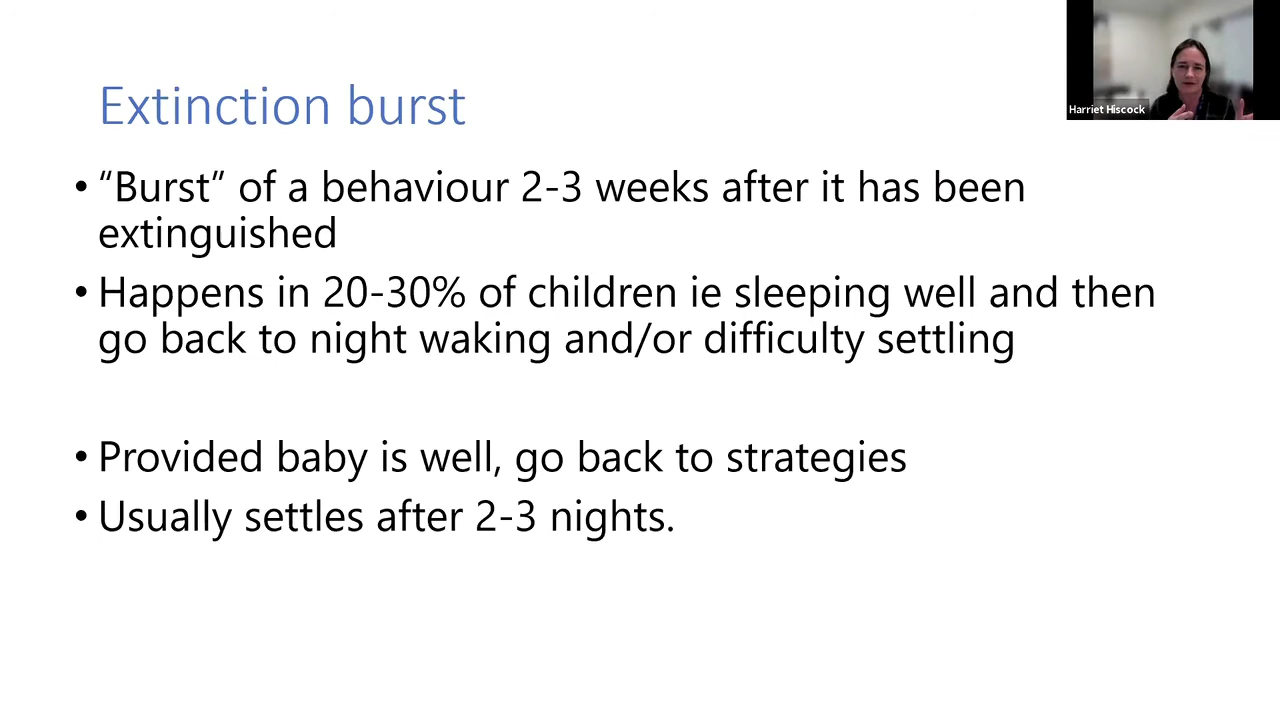 Extinction burst
Harriet Hiscock
• “Burst” of a behaviour 2-3 weeks after it has been
extinguished
• Happens in 20-30% of children ie sleeping well and then
go back to night waking and/or difficulty settling
• Provided baby is well, go back to strategies
• Usually settles after 2-3 nights.